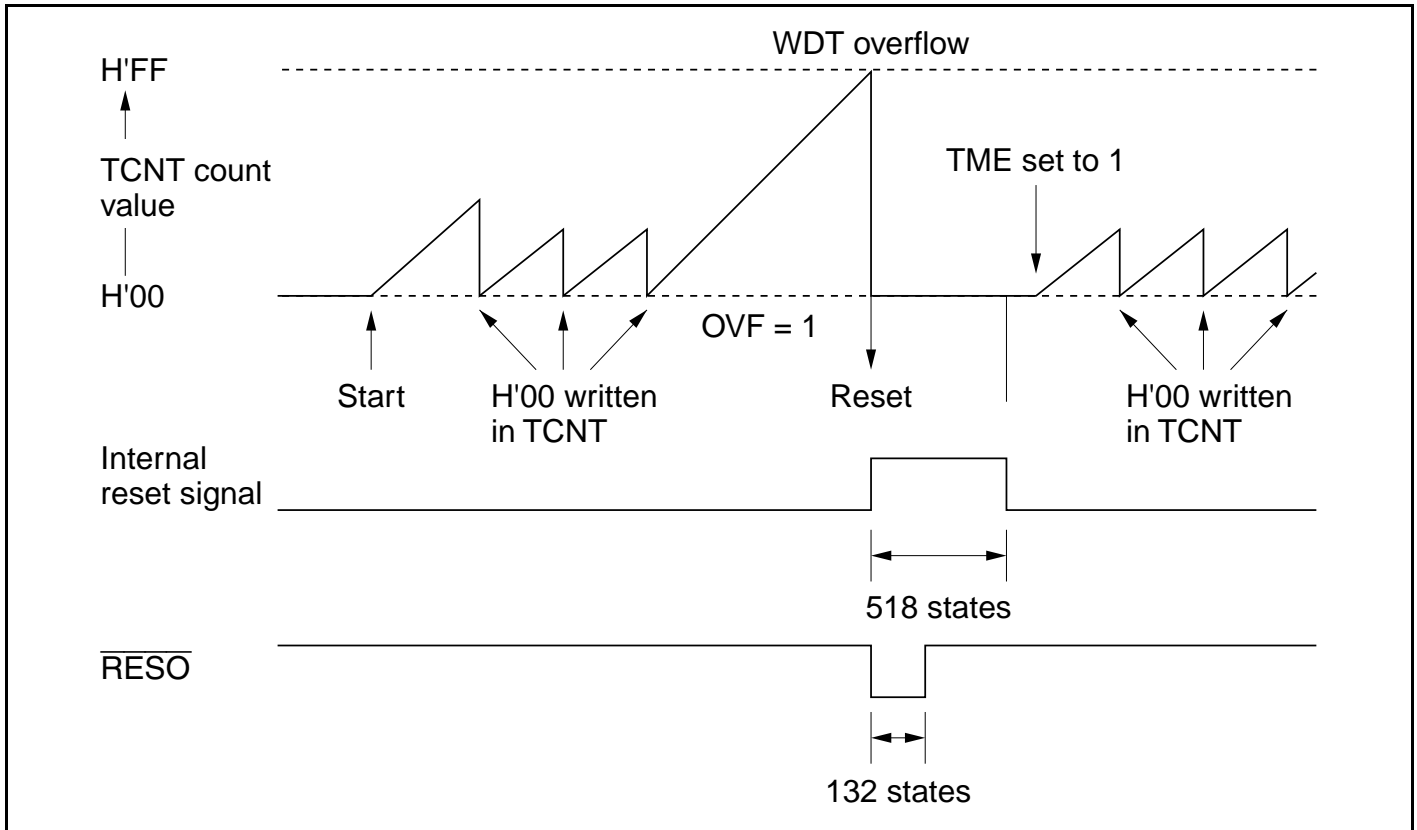 WDT overflow
H'FF
TCNT count
value
TME set to 1
H'00
OVF = 1
Start
H'00 written
in TCNT
Reset
H'00 written
in TCNT
Internal
reset signal
518 states
RESO
132 states